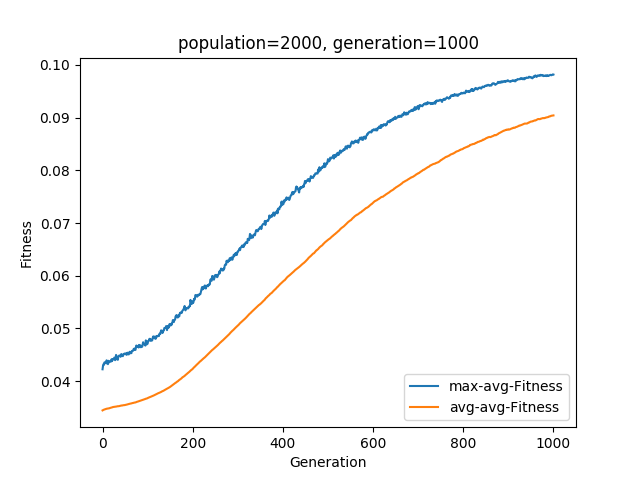 population=2000, generation=1000
Fitness
0.10
0.09
0.08
0.07
0.06
0.05
0.04
0
200
400
600
800
1000
Generation
max-avg-Fitness
avg-avg-Fitness